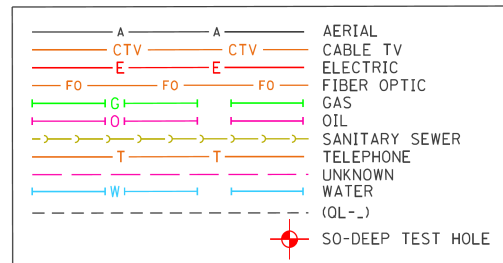 A A AERIAL
CTV CTV CABLE TV
E E ELECTRIC
FO FO FO FIBER OPTIC
G GAS
O OIL
SANITARY SEWER
T T TELEPHONE
UNKNOWN
W WATER
(QL-_)
SO-DEEP TEST HOLE